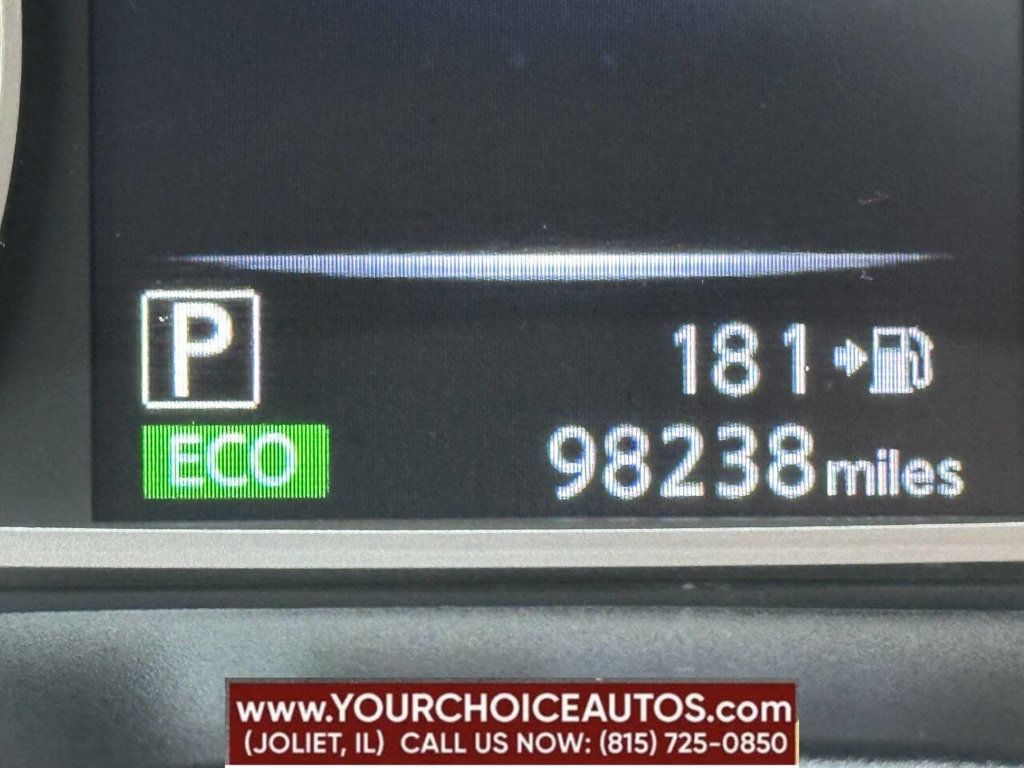 P
181
ECO
98238 miles
www.YOURCHOICEAUTOS.com
(JOLIET, IL) CALL US NOW: (815) 725-0850